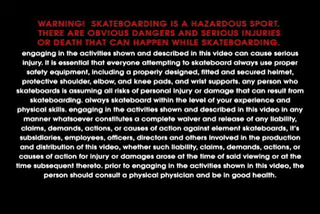 WARNING! SKATEBOARDING IS A HAZARDOUS SPORT.
THERE ARE OBVIOUS DANGERS AND SERIOUS INJURIES
OR DEATH THAT CAN HAPPEN WHILE SKATEBOARDING.
engaging in the activities shown and described in this video can cause serious
injury. it is essential that everyone attempting to skateboard always use proper
safety equipment, including a properly designed, fitted and secured helmet,
protective shoulder, elbow, and knee pads, and wrist supports. any person who
skateboards is assuming all risks of personal injury or damage that can result from
skateboarding. always skateboard within the level of your experience and
physical skills. engaging in the activities shown and described in this video in any
manner whatsoever constitutes a complete waiver and release of any liability,
claims, demands, actions, or causes of action against element skateboards, it's
subsidiaries, employees, officers, directors and others involved in the production
and distribution of this video, whether such liability, claims, demands, actions, or
causes of action for injury or damages arose at the time of said viewing or at the
time subsequent thereto. prior to engaging in the activities shown in this video, the
person should consult a physical physician and be in good health.